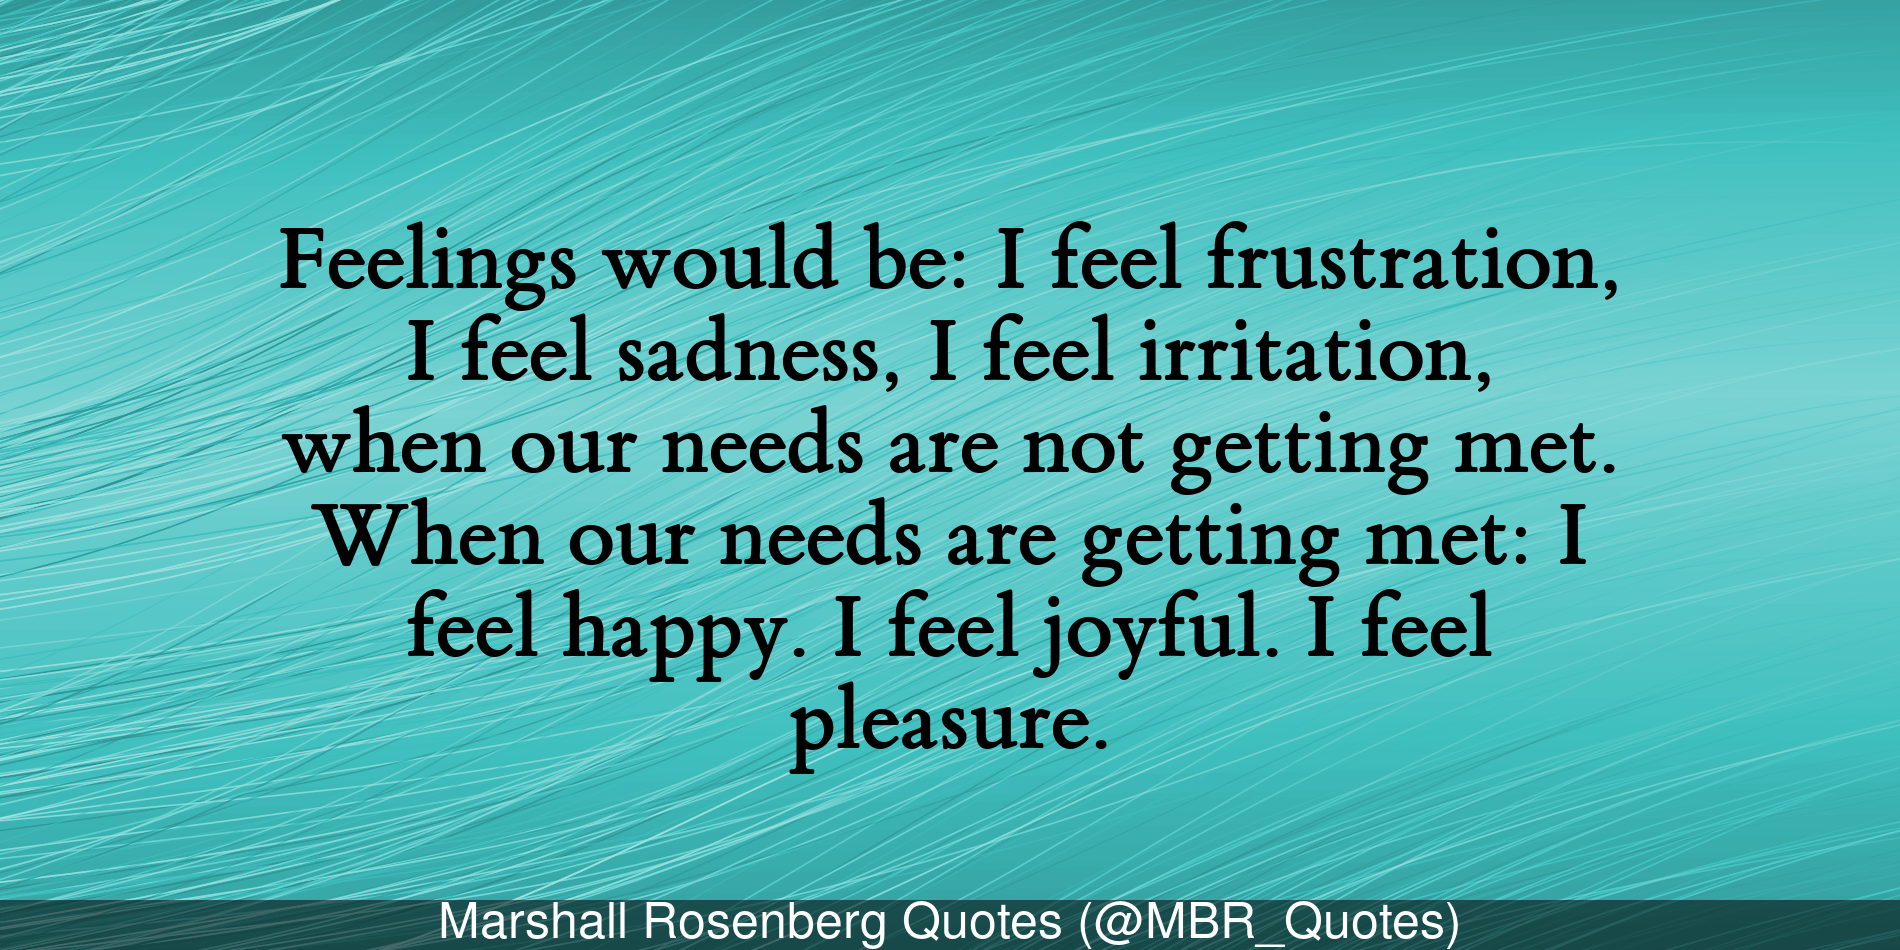 Feelings would be: I feel frustration,
I feel sadness, I feel irritation,
when our needs are not getting met.
When our needs are getting met: I
feel happy. I feel joyful. I feel
pleasure.
Marshall Rosenberg Quotes (@MBR_Quotes)